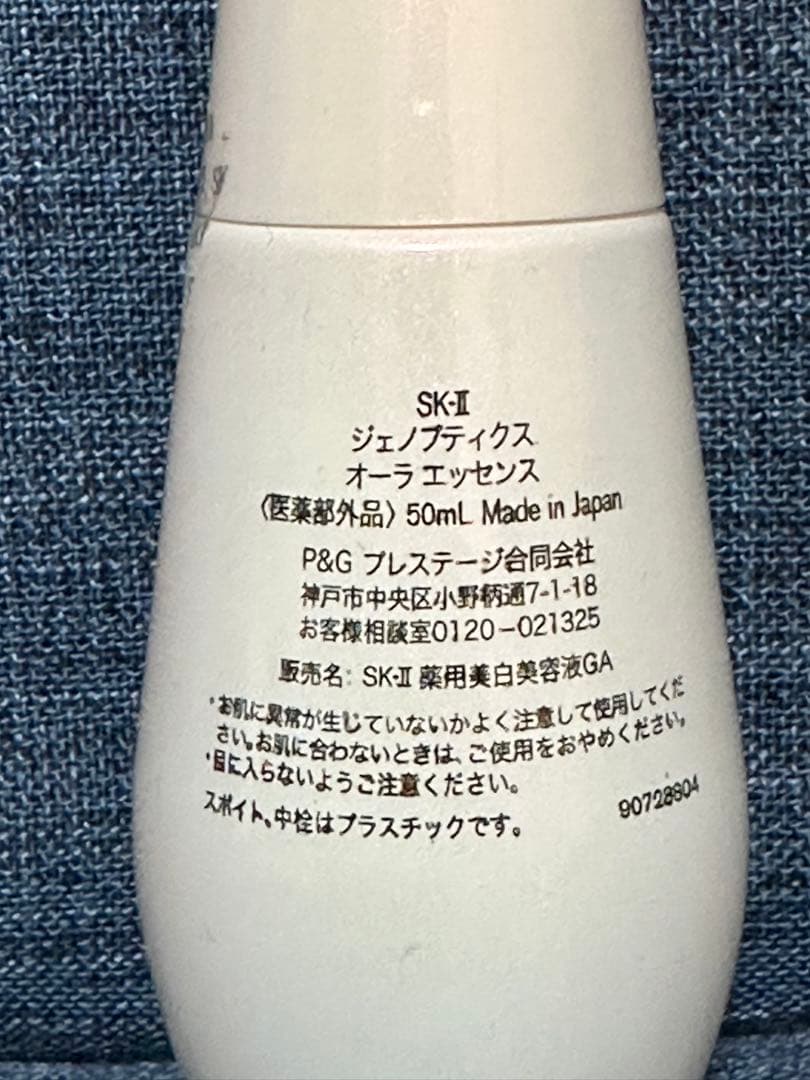 SK-Ⅱ
ジェノプティクス
オーラ エッセンス
〈医薬部外品〉50mL Made in Japan
P&G プレステージ合同会社
神戸市中央区小野柄通7-1-18
お客様相談室0120-021325
販売名: SK-Ⅱ 薬用美白美容液GA
・お肌に異常が生じていないかよく注意して使用してくだ
さい。お肌に合わないときは、ご使用をおやめください。
・目に入らないようご注意ください。
スポイト、中栓はプラスチックです。
90728804